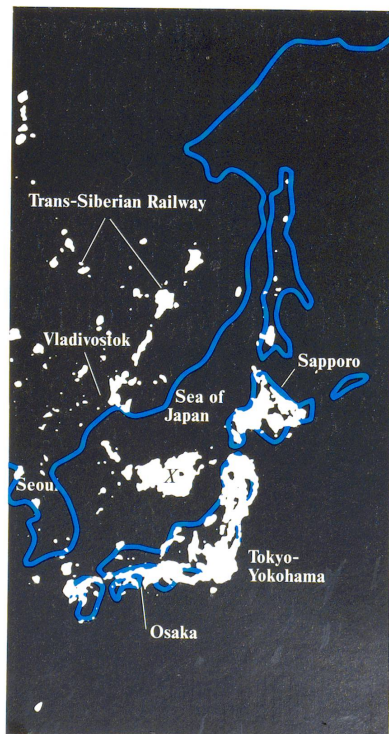 Trans-Siberian Railway
Vladivostok
Sapporo
Sea of
Japan
X
Seoul
Tokyo-
Yokohama
Osaka